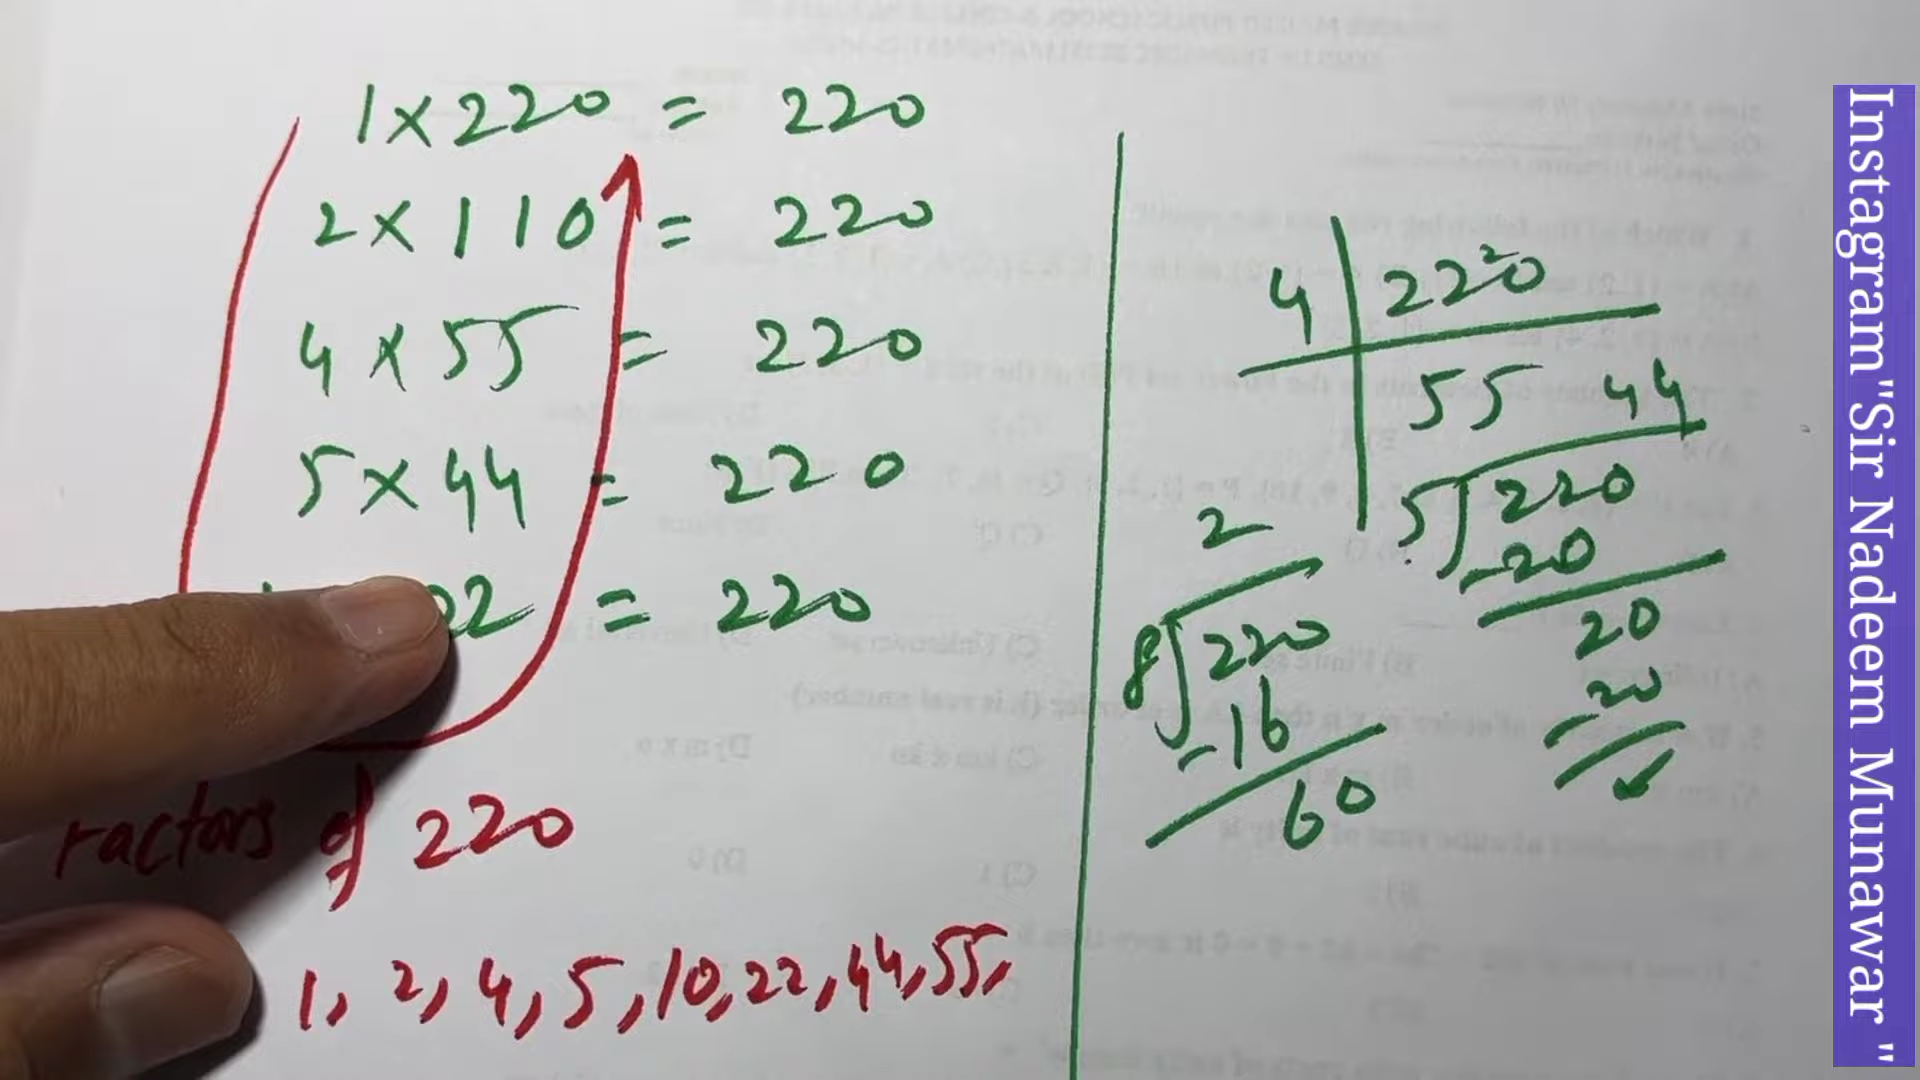 1 × 220 = 220
2 × 110 = 220
4 × 55 = 220
5 × 44 = 220
22 = 220
factors of 220
1, 2, 4, 5, 10, 22, 44, 55,
4 | 220
55 44
5 ) 220
-20
20
-20
2
8 ) 220
-16
60
Instagram"Sir Nadeem Munawar "